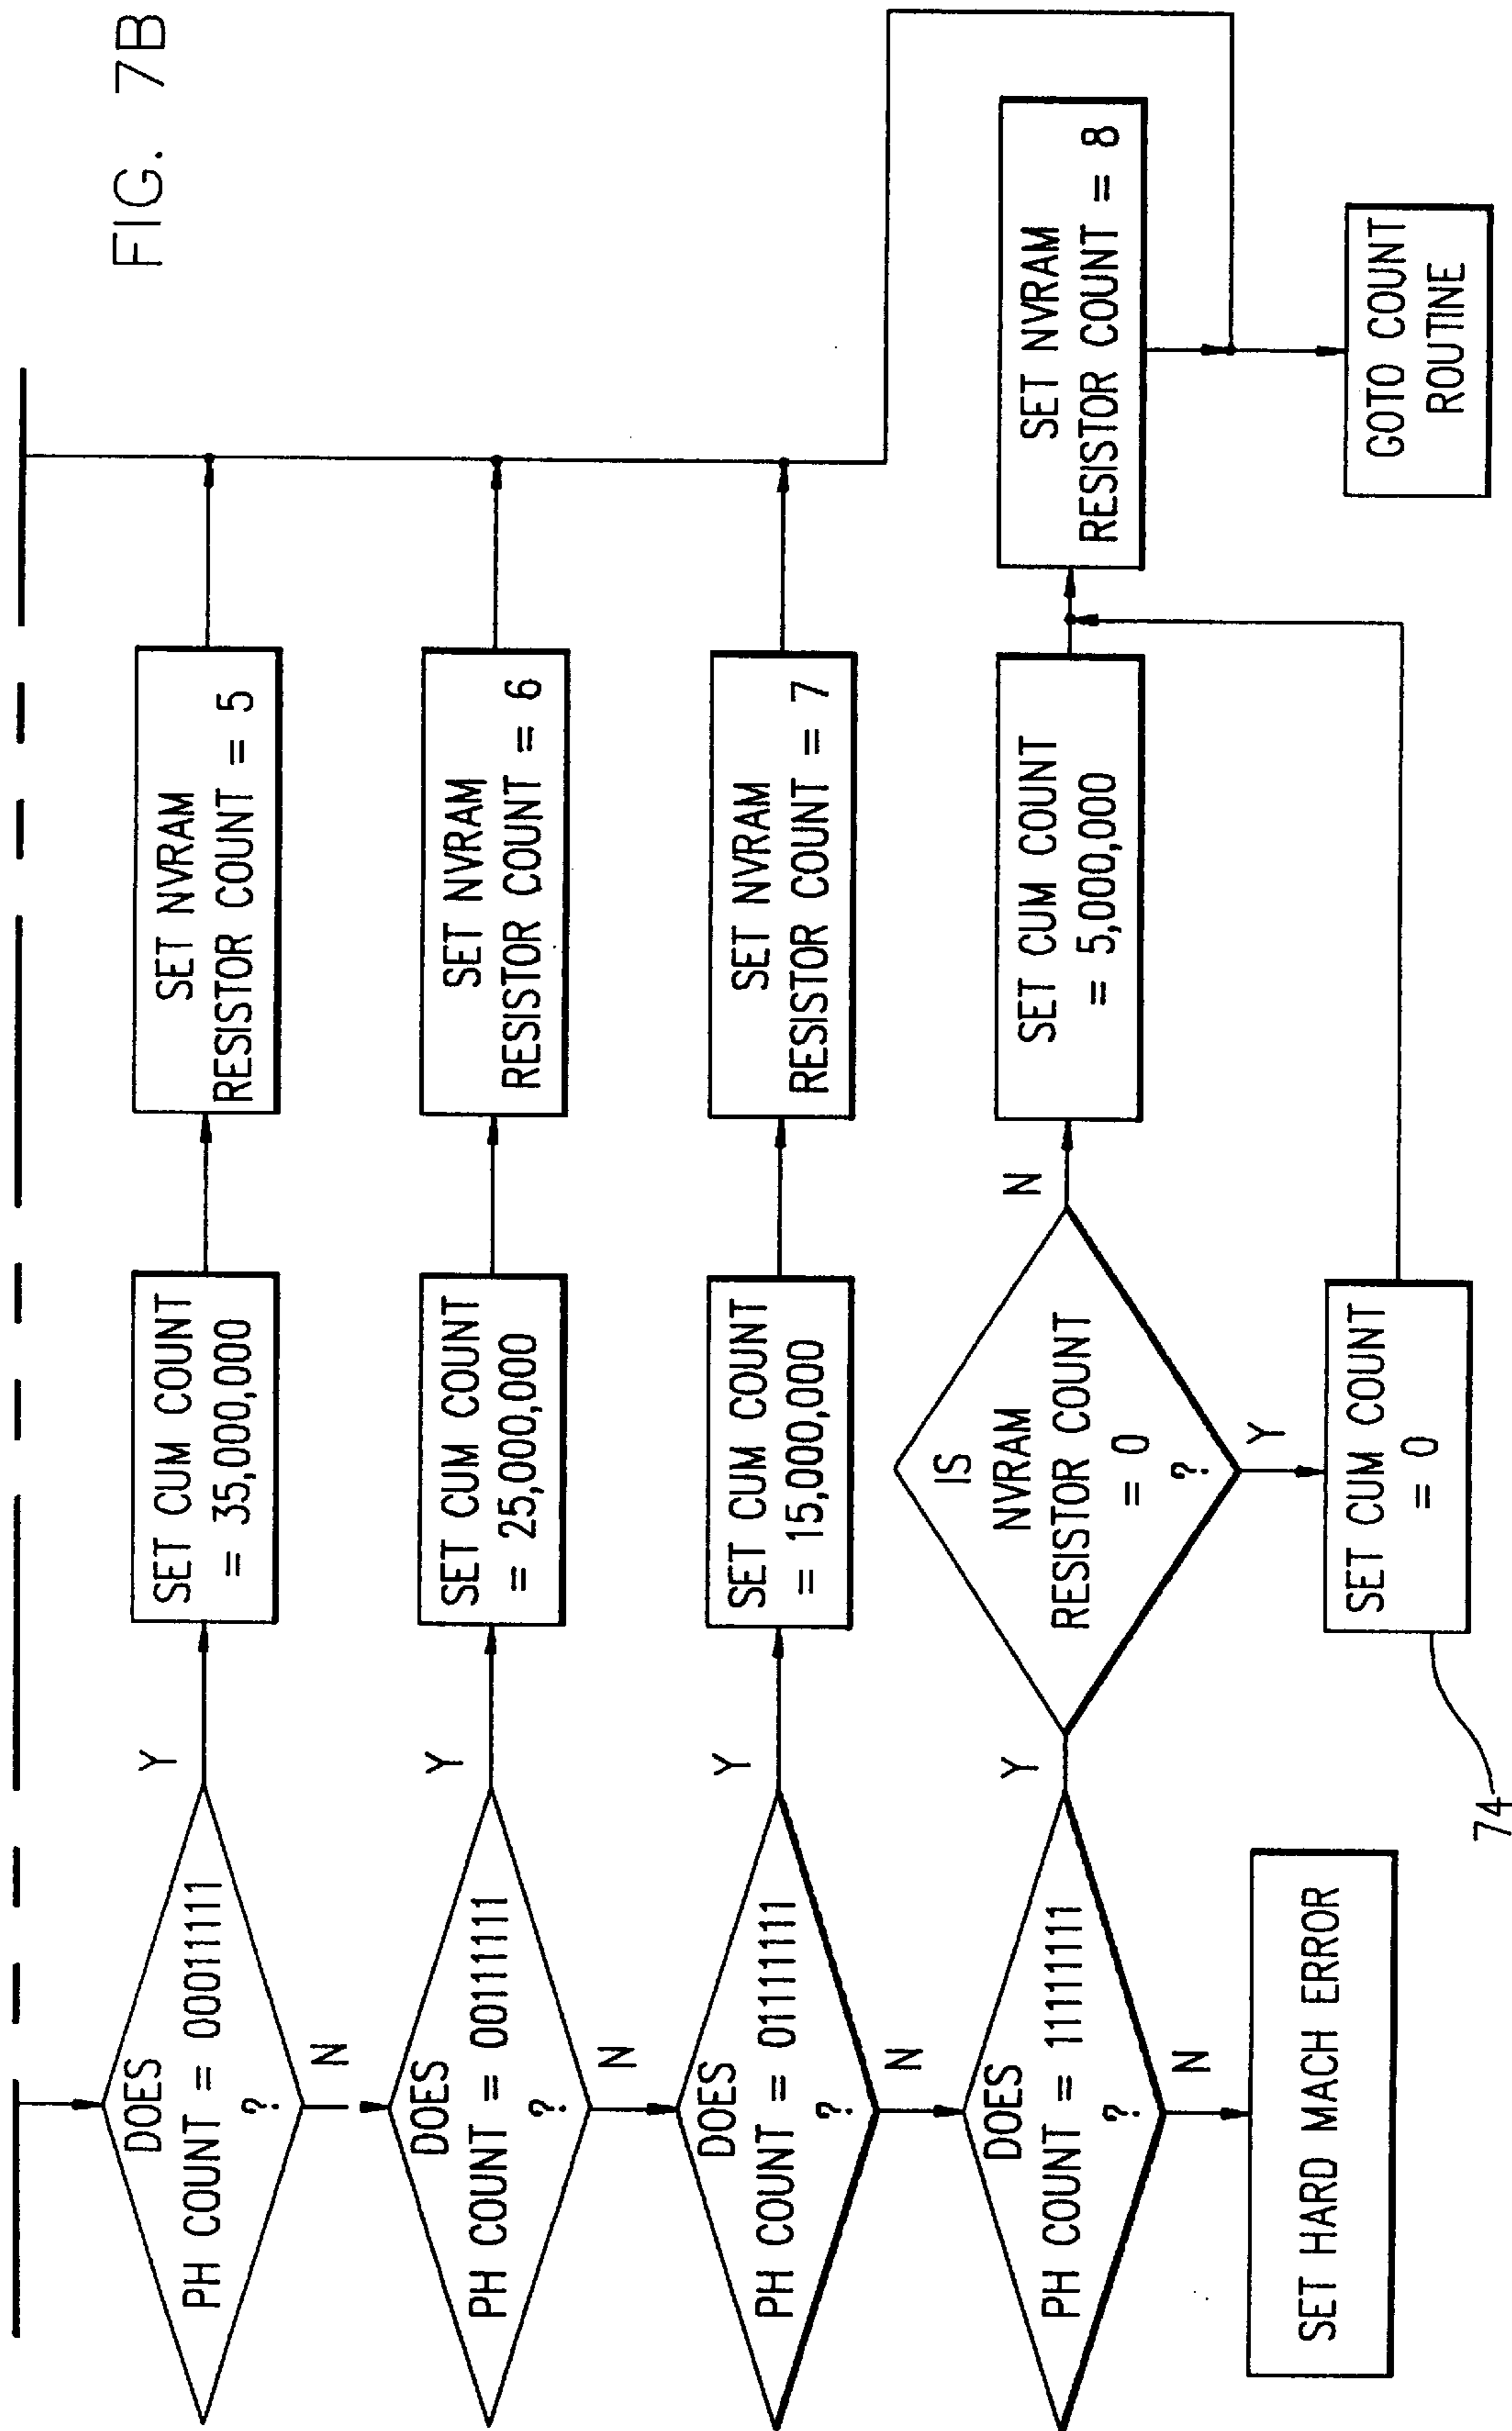 FIG. 7B
DOES
PH COUNT = 00011111
?
Y
N
SET CUM COUNT
= 35,000,000
SET NVRAM
RESISTOR COUNT = 5
DOES
PH COUNT = 00111111
?
Y
N
SET CUM COUNT
= 25,000,000
SET NVRAM
RESISTOR COUNT = 6
DOES
PH COUNT = 01111111
?
Y
N
SET CUM COUNT
= 15,000,000
SET NVRAM
RESISTOR COUNT = 7
DOES
PH COUNT = 11111111
?
Y
N
IS
NVRAM
RESISTOR COUNT
= 0
?
N
Y
SET CUM COUNT
= 5,000,000
SET NVRAM
RESISTOR COUNT = 8
SET HARD MACH ERROR
SET CUM COUNT
= 0
74
GOTO COUNT
ROUTINE